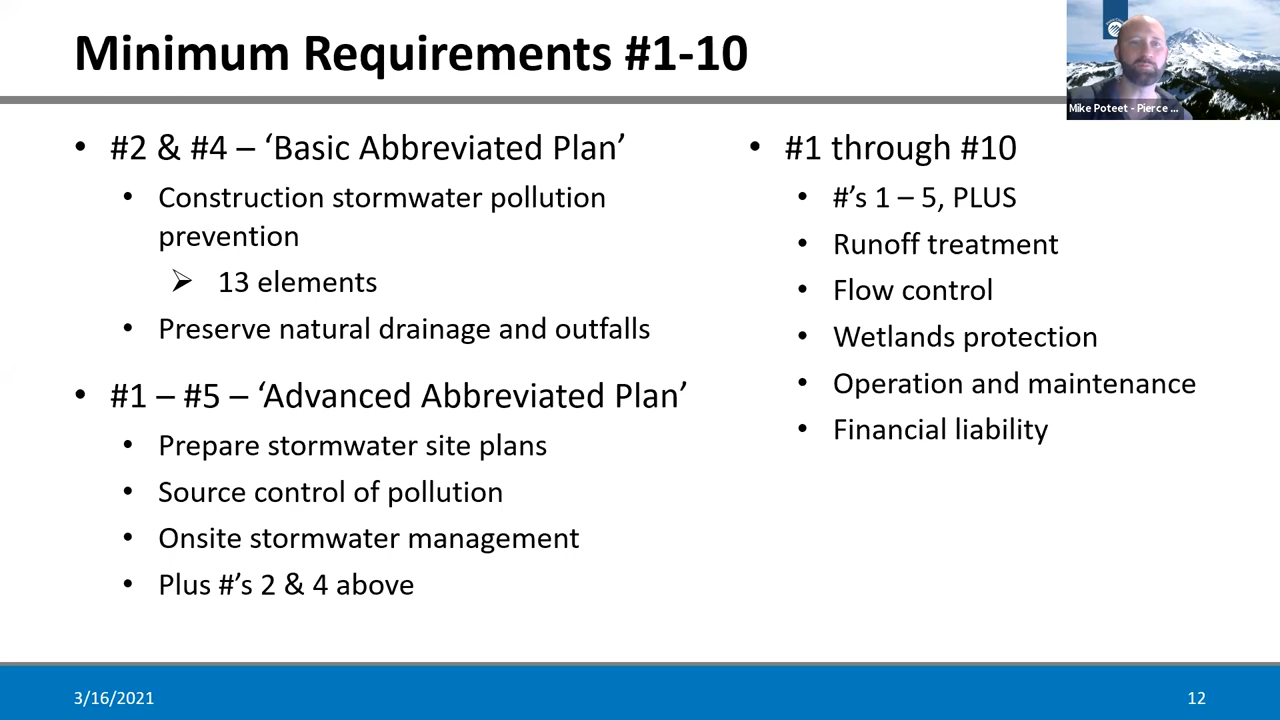 Minimum Requirements #1-10
Mike Poteet - Pierce ...
• #2 & #4 – ‘Basic Abbreviated Plan’
• Construction stormwater pollution
prevention
➢ 13 elements
• Preserve natural drainage and outfalls
• #1 – #5 – ‘Advanced Abbreviated Plan’
• Prepare stormwater site plans
• Source control of pollution
• Onsite stormwater management
• Plus #’s 2 & 4 above
• #1 through #10
• #’s 1 – 5, PLUS
• Runoff treatment
• Flow control
• Wetlands protection
• Operation and maintenance
• Financial liability
3/16/2021
12